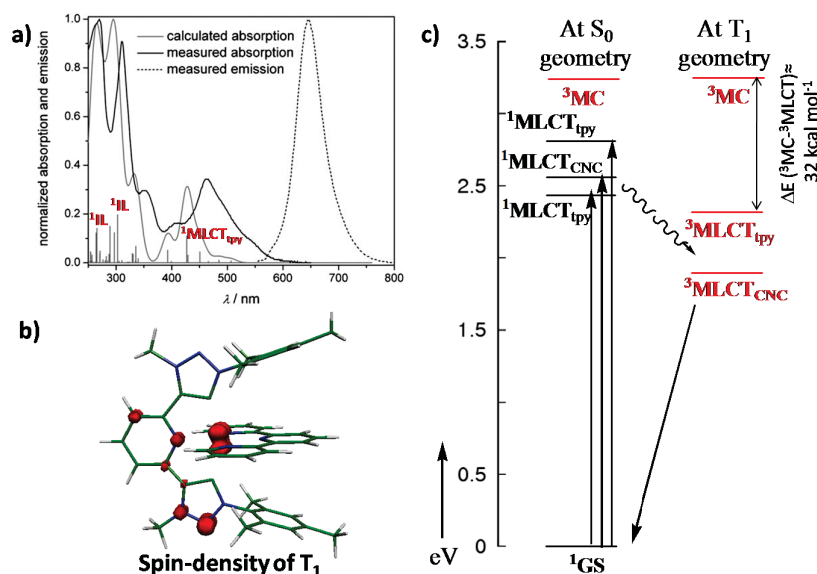 a)
calculated absorption
measured absorption
measured emission
normalized absorption and emission
1.0
0.8
0.6
0.4
0.2
0.0
¹IL
¹IL
¹MLCTtpy
300
400
500
600
700
800
λ / nm
b)
Spin-density of T₁
c)
At S₀
geometry
At T₁
geometry
3.5
2.5
1.5
0.5
0
eV
³MC
³MC
¹MLCTtpy
¹MLCTCNC
¹MLCTtpy
ΔE (³MC-³MLCT)≈
32 kcal mol⁻¹
³MLCTtpy
³MLCTCNC
¹GS